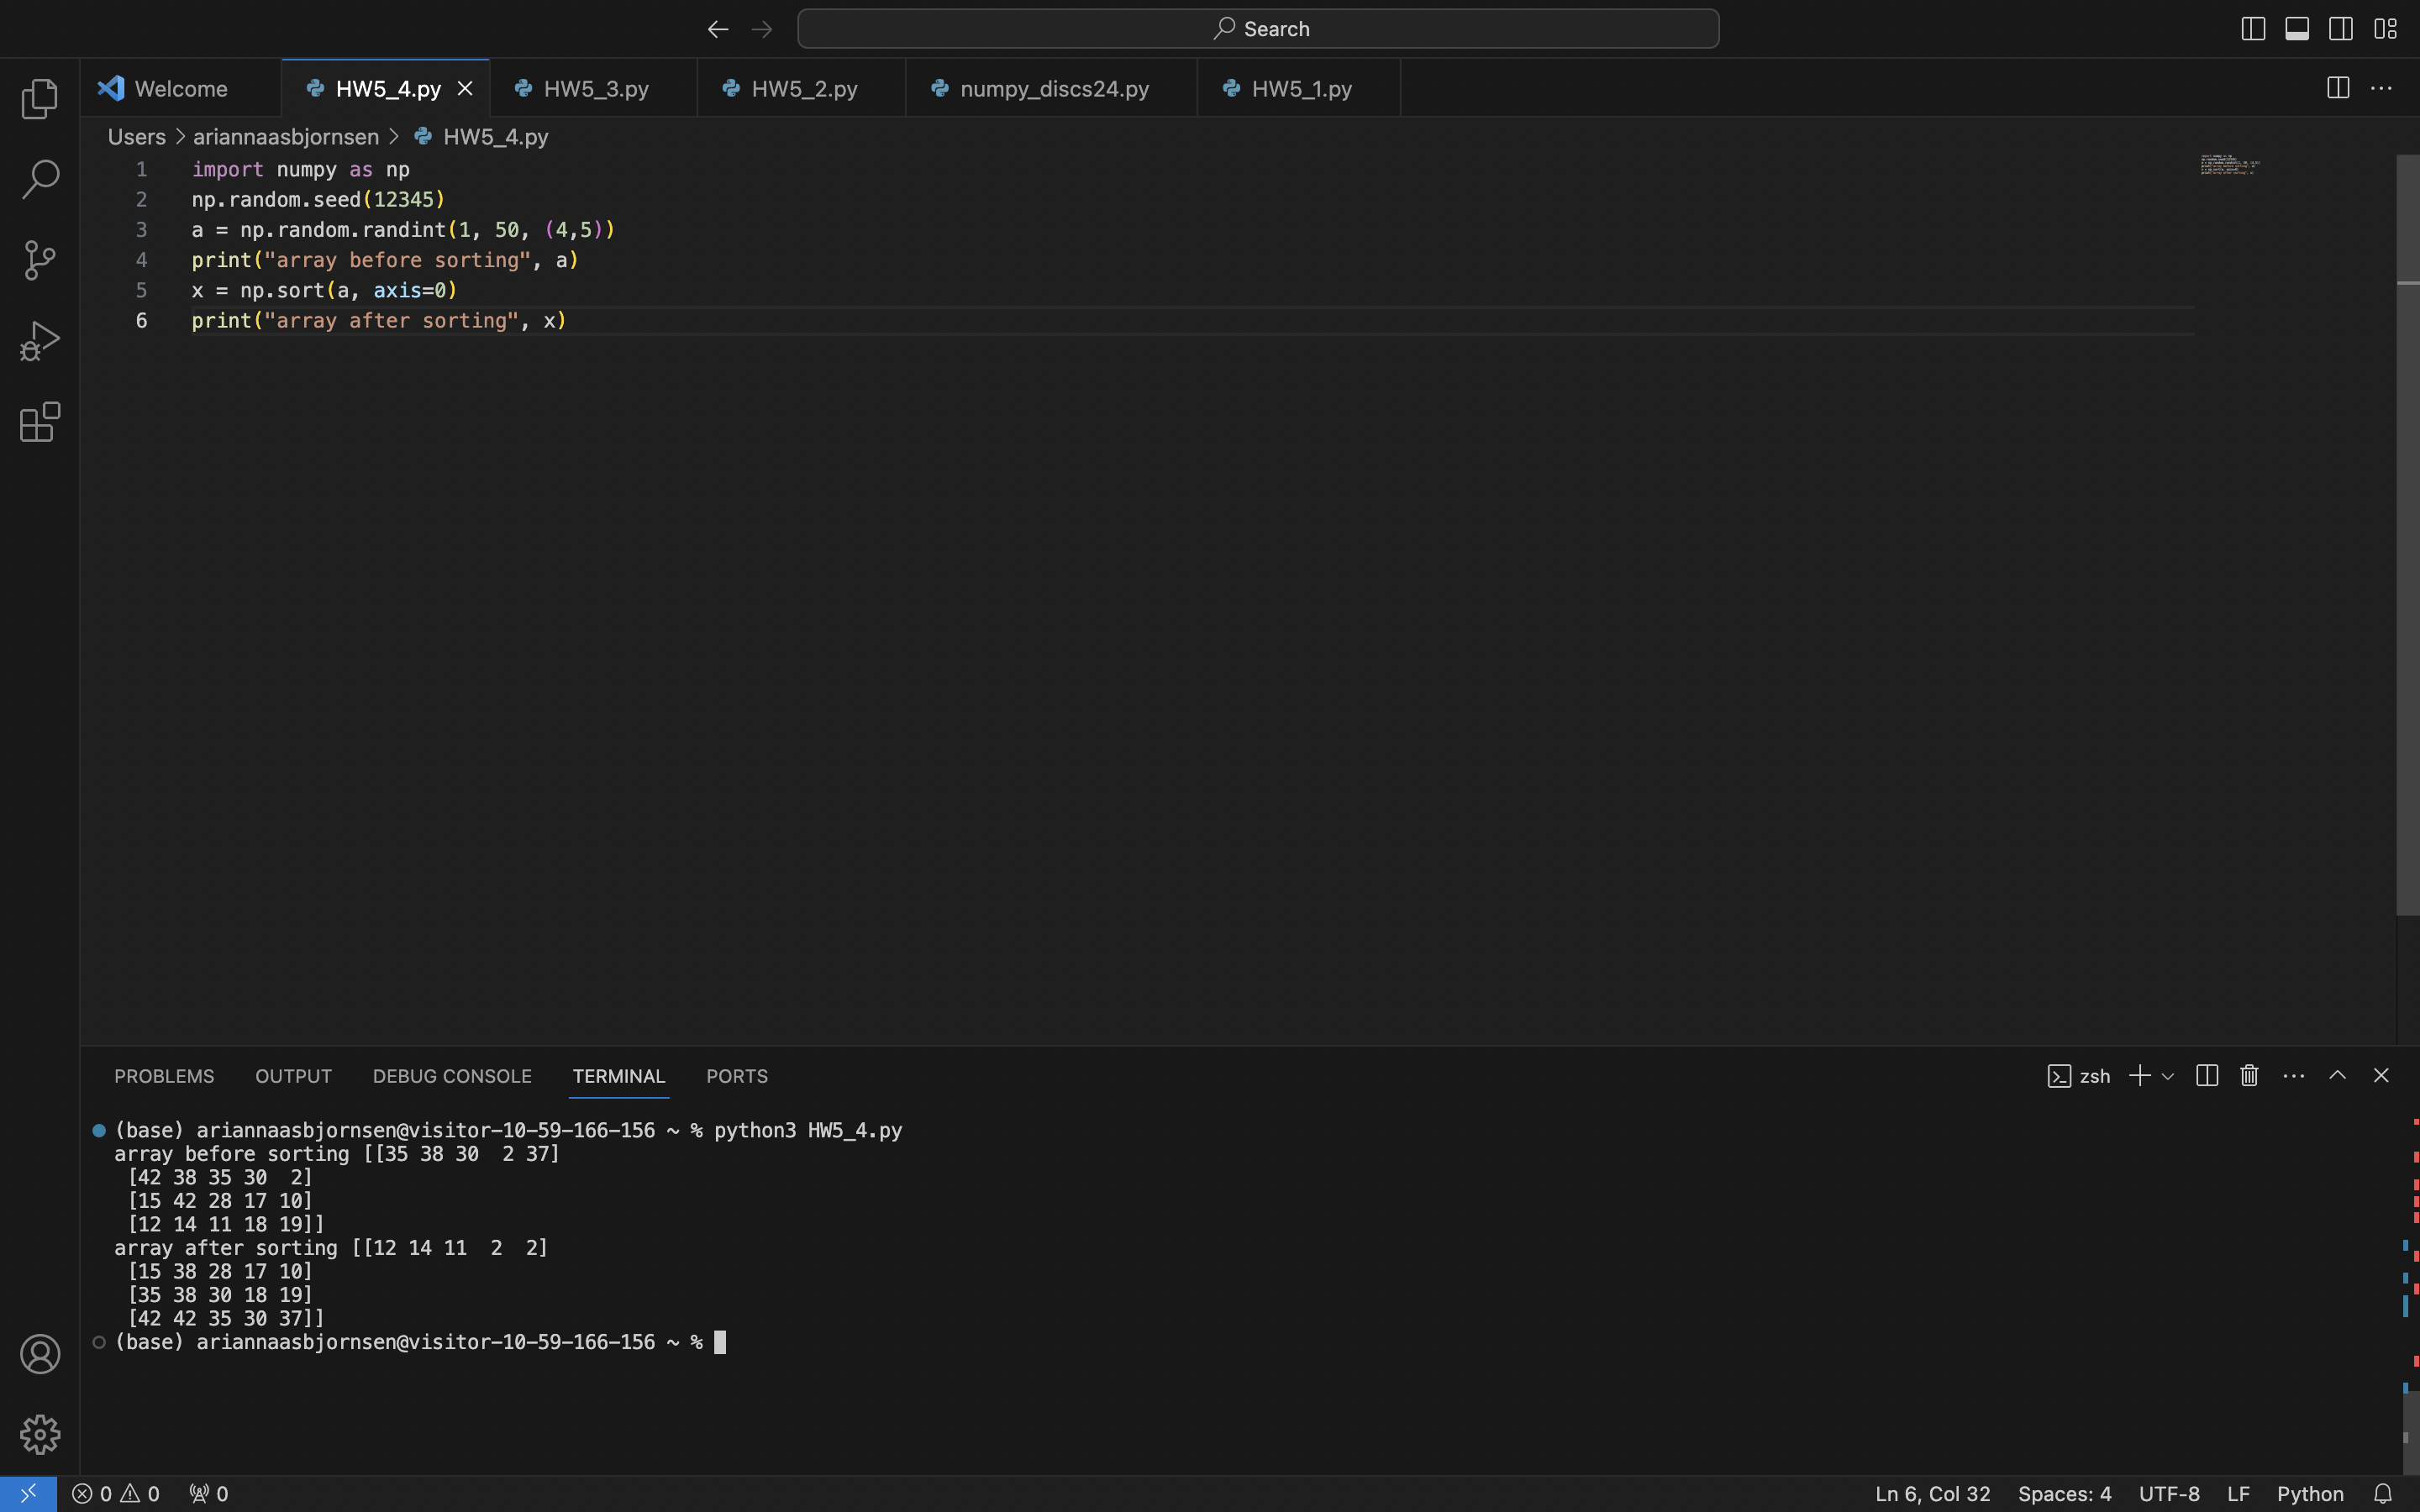 Search
Welcome HW5_4.py HW5_3.py HW5_2.py numpy_discs24.py HW5_1.py
Users > ariannaasbjornsen > HW5_4.py
1 import numpy as np
2 np.random.seed(12345)
3 a = np.random.randint(1, 50, (4,5))
4 print("array before sorting", a)
5 x = np.sort(a, axis=0)
6 print("array after sorting", x)
PROBLEMS OUTPUT DEBUG CONSOLE TERMINAL PORTS zsh
(base) ariannaasbjornsen@visitor-10-59-166-156 ~ % python3 HW5_4.py
array before sorting [[35 38 30  2 37]
 [42 38 35 30  2]
 [15 42 28 17 10]
 [12 14 11 18 19]]
array after sorting [[12 14 11  2  2]
 [15 38 28 17 10]
 [35 38 30 18 19]
 [42 42 35 30 37]]
(base) ariannaasbjornsen@visitor-10-59-166-156 ~ %
0 0 0 Ln 6, Col 32 Spaces: 4 UTF-8 LF Python